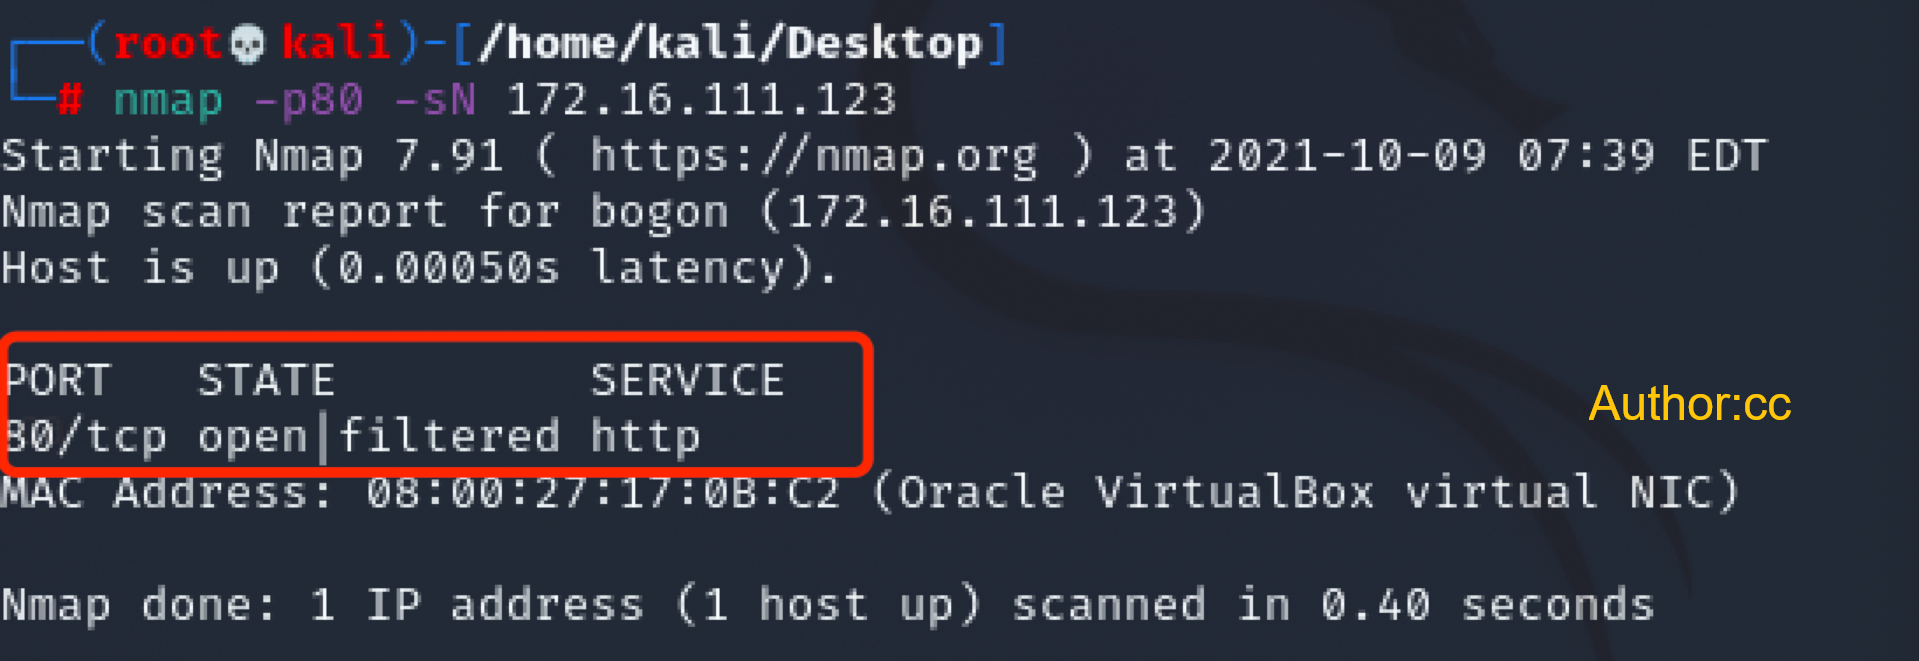 (root💀kali)-[/home/kali/Desktop]
# nmap -p80 -sN 172.16.111.123
Starting Nmap 7.91 ( https://nmap.org ) at 2021-10-09 07:39 EDT
Nmap scan report for bogon (172.16.111.123)
Host is up (0.00050s latency).
PORT   STATE         SERVICE
80/tcp open|filtered http
Author:cc
MAC Address: 08:00:27:17:0B:C2 (Oracle VirtualBox virtual NIC)
Nmap done: 1 IP address (1 host up) scanned in 0.40 seconds